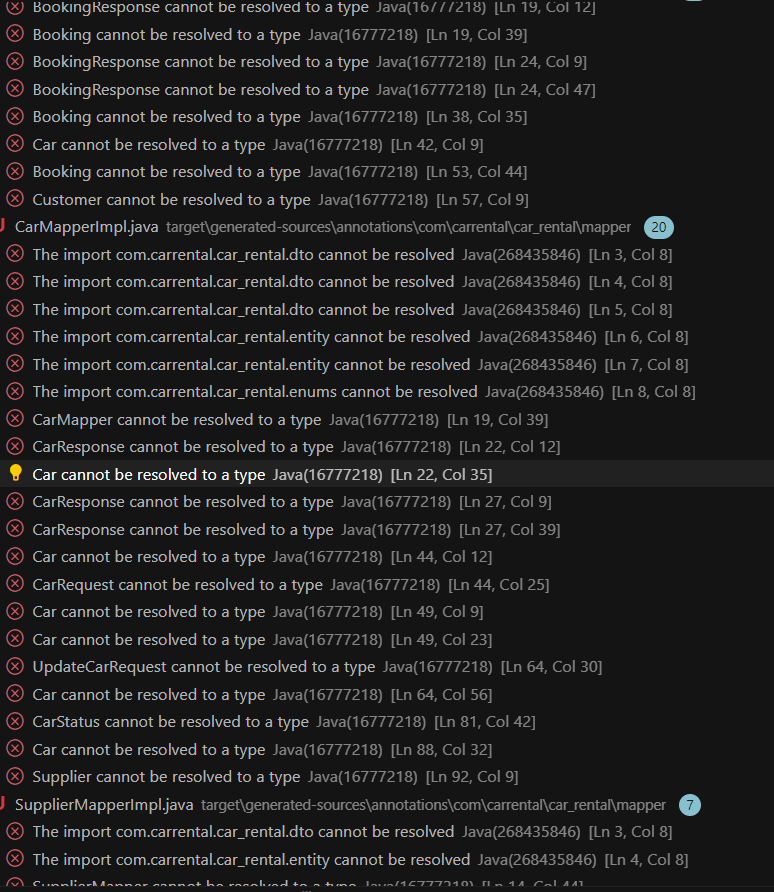 BookingResponse cannot be resolved to a type Java(16777218) [Ln 19, Col 12]
Booking cannot be resolved to a type Java(16777218) [Ln 19, Col 39]
BookingResponse cannot be resolved to a type Java(16777218) [Ln 24, Col 9]
BookingResponse cannot be resolved to a type Java(16777218) [Ln 24, Col 47]
Booking cannot be resolved to a type Java(16777218) [Ln 38, Col 35]
Car cannot be resolved to a type Java(16777218) [Ln 42, Col 9]
Booking cannot be resolved to a type Java(16777218) [Ln 53, Col 44]
Customer cannot be resolved to a type Java(16777218) [Ln 57, Col 9]
CarMapperImpl.java target\generated-sources\annotations\com\carrental\car_rental\mapper 20
The import com.carrental.car_rental.dto cannot be resolved Java(268435846) [Ln 3, Col 8]
The import com.carrental.car_rental.dto cannot be resolved Java(268435846) [Ln 4, Col 8]
The import com.carrental.car_rental.dto cannot be resolved Java(268435846) [Ln 5, Col 8]
The import com.carrental.car_rental.entity cannot be resolved Java(268435846) [Ln 6, Col 8]
The import com.carrental.car_rental.entity cannot be resolved Java(268435846) [Ln 7, Col 8]
The import com.carrental.car_rental.enums cannot be resolved Java(268435846) [Ln 8, Col 8]
CarMapper cannot be resolved to a type Java(16777218) [Ln 19, Col 39]
CarResponse cannot be resolved to a type Java(16777218) [Ln 22, Col 12]
Car cannot be resolved to a type Java(16777218) [Ln 22, Col 35]
CarResponse cannot be resolved to a type Java(16777218) [Ln 27, Col 9]
CarResponse cannot be resolved to a type Java(16777218) [Ln 27, Col 39]
Car cannot be resolved to a type Java(16777218) [Ln 44, Col 12]
CarRequest cannot be resolved to a type Java(16777218) [Ln 44, Col 25]
Car cannot be resolved to a type Java(16777218) [Ln 49, Col 9]
Car cannot be resolved to a type Java(16777218) [Ln 49, Col 23]
UpdateCarRequest cannot be resolved to a type Java(16777218) [Ln 64, Col 30]
Car cannot be resolved to a type Java(16777218) [Ln 64, Col 56]
CarStatus cannot be resolved to a type Java(16777218) [Ln 81, Col 42]
Car cannot be resolved to a type Java(16777218) [Ln 88, Col 32]
Supplier cannot be resolved to a type Java(16777218) [Ln 92, Col 9]
SupplierMapperImpl.java target\generated-sources\annotations\com\carrental\car_rental\mapper 7
The import com.carrental.car_rental.dto cannot be resolved Java(268435846) [Ln 3, Col 8]
The import com.carrental.car_rental.entity cannot be resolved Java(268435846) [Ln 4, Col 8]
SupplierMapper cannot be resolved to a type Java(16777218) [Ln 14, Col 44]